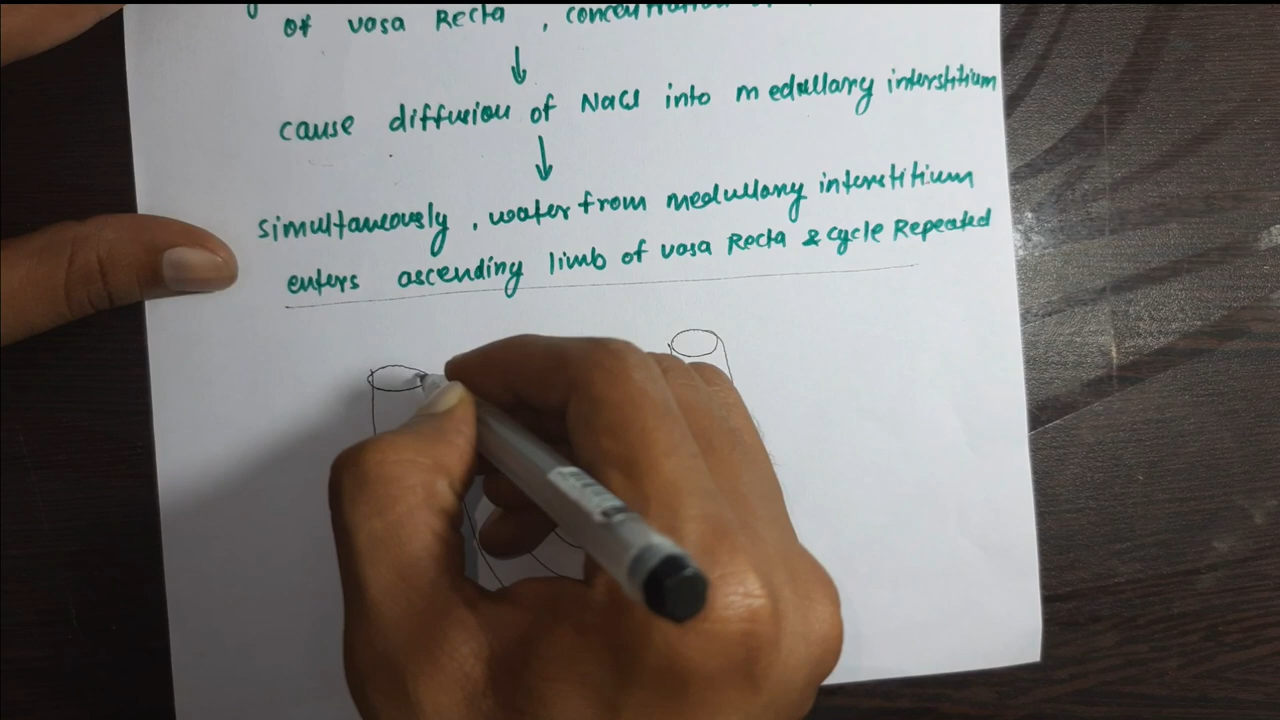 of vasa Recta , concentration
↓
cause diffusion of NaCl into medullary interstitium
↓
simultaneously , water from medullary interstitium
enters ascending limb of vasa Recta & cycle Repeated